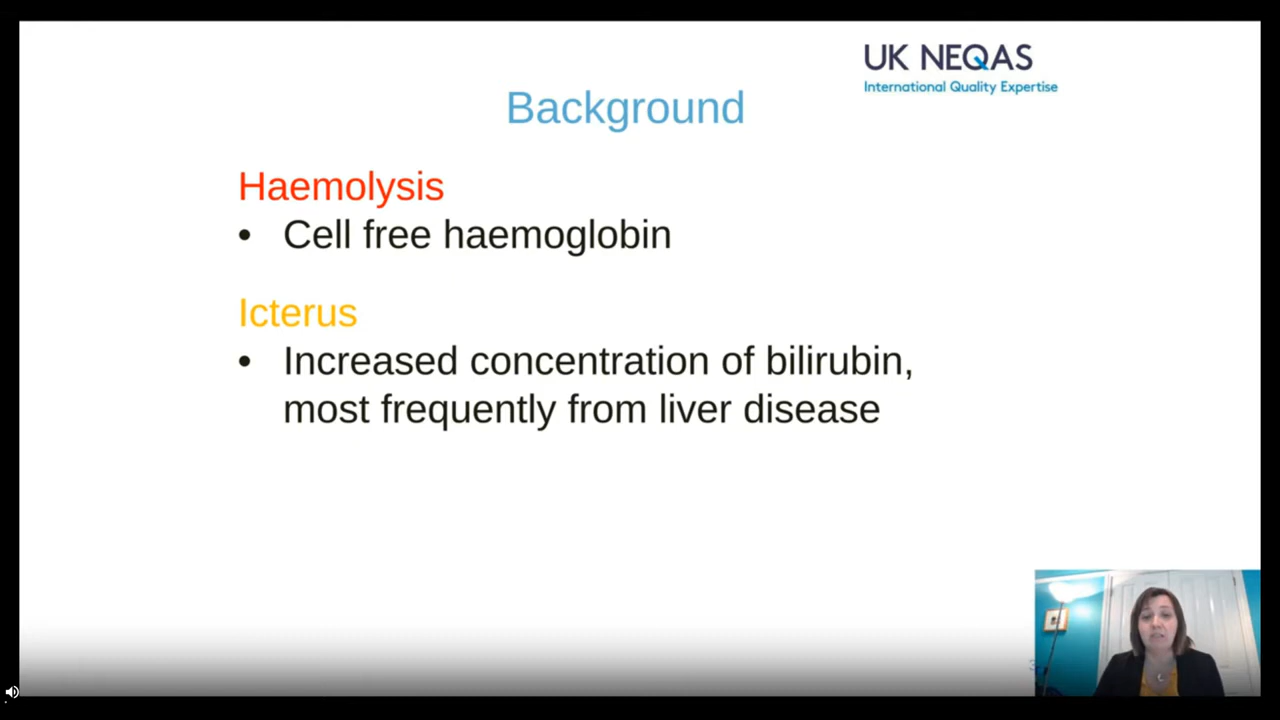 UK NEQAS
International Quality Expertise
Background
Haemolysis
• Cell free haemoglobin
Icterus
• Increased concentration of bilirubin,
most frequently from liver disease